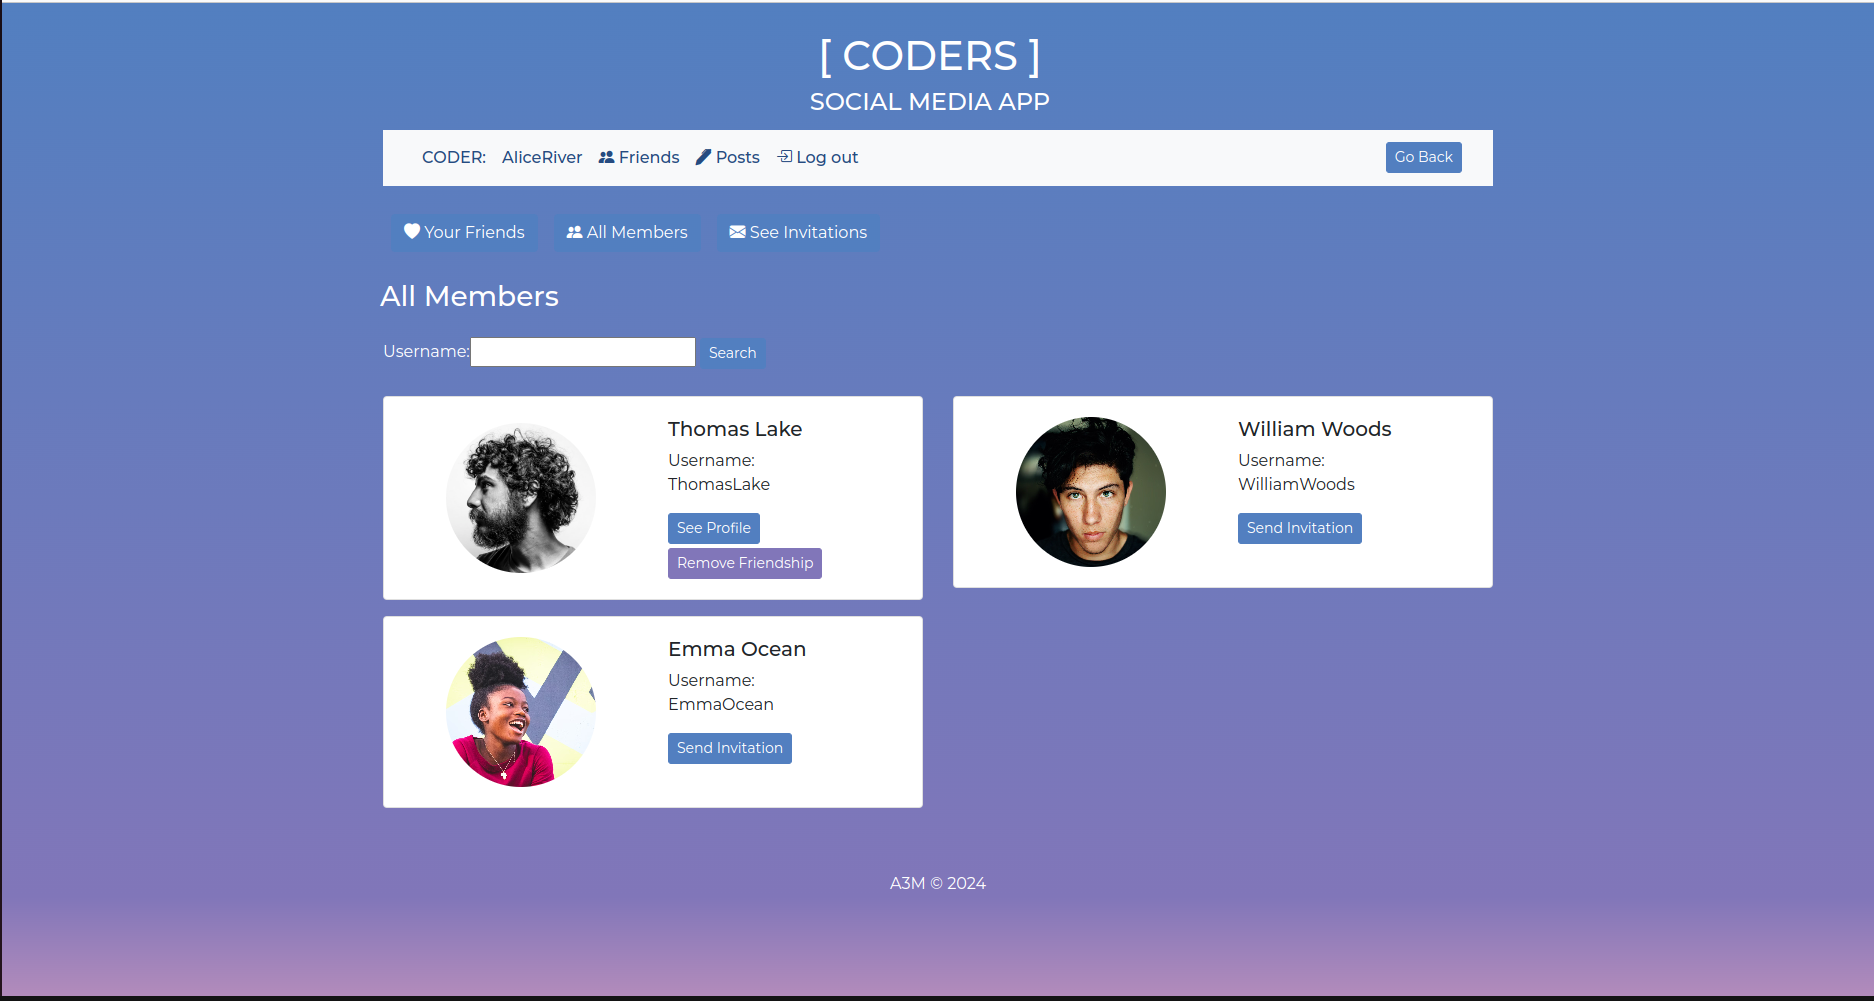 [ CODERS ]
SOCIAL MEDIA APP
CODER: AliceRiver Friends Posts Log out Go Back
Your Friends All Members See Invitations
All Members
Username: Search
Thomas Lake
Username:
ThomasLake
See Profile
Remove Friendship
William Woods
Username:
WilliamWoods
Send Invitation
Emma Ocean
Username:
EmmaOcean
Send Invitation
A3M © 2024